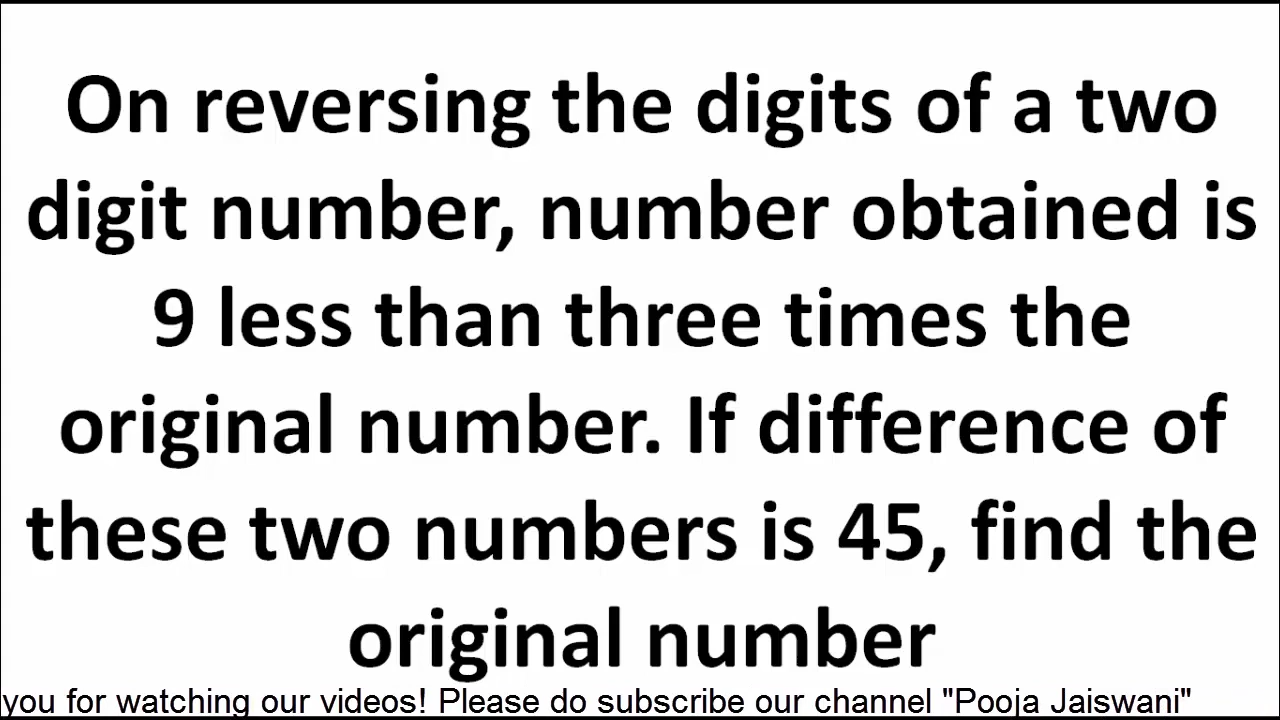 On reversing the digits of a two
digit number, number obtained is
9 less than three times the
original number. If difference of
these two numbers is 45, find the
original number
you for watching our videos! Please do subscribe our channel "Pooja Jaiswani"